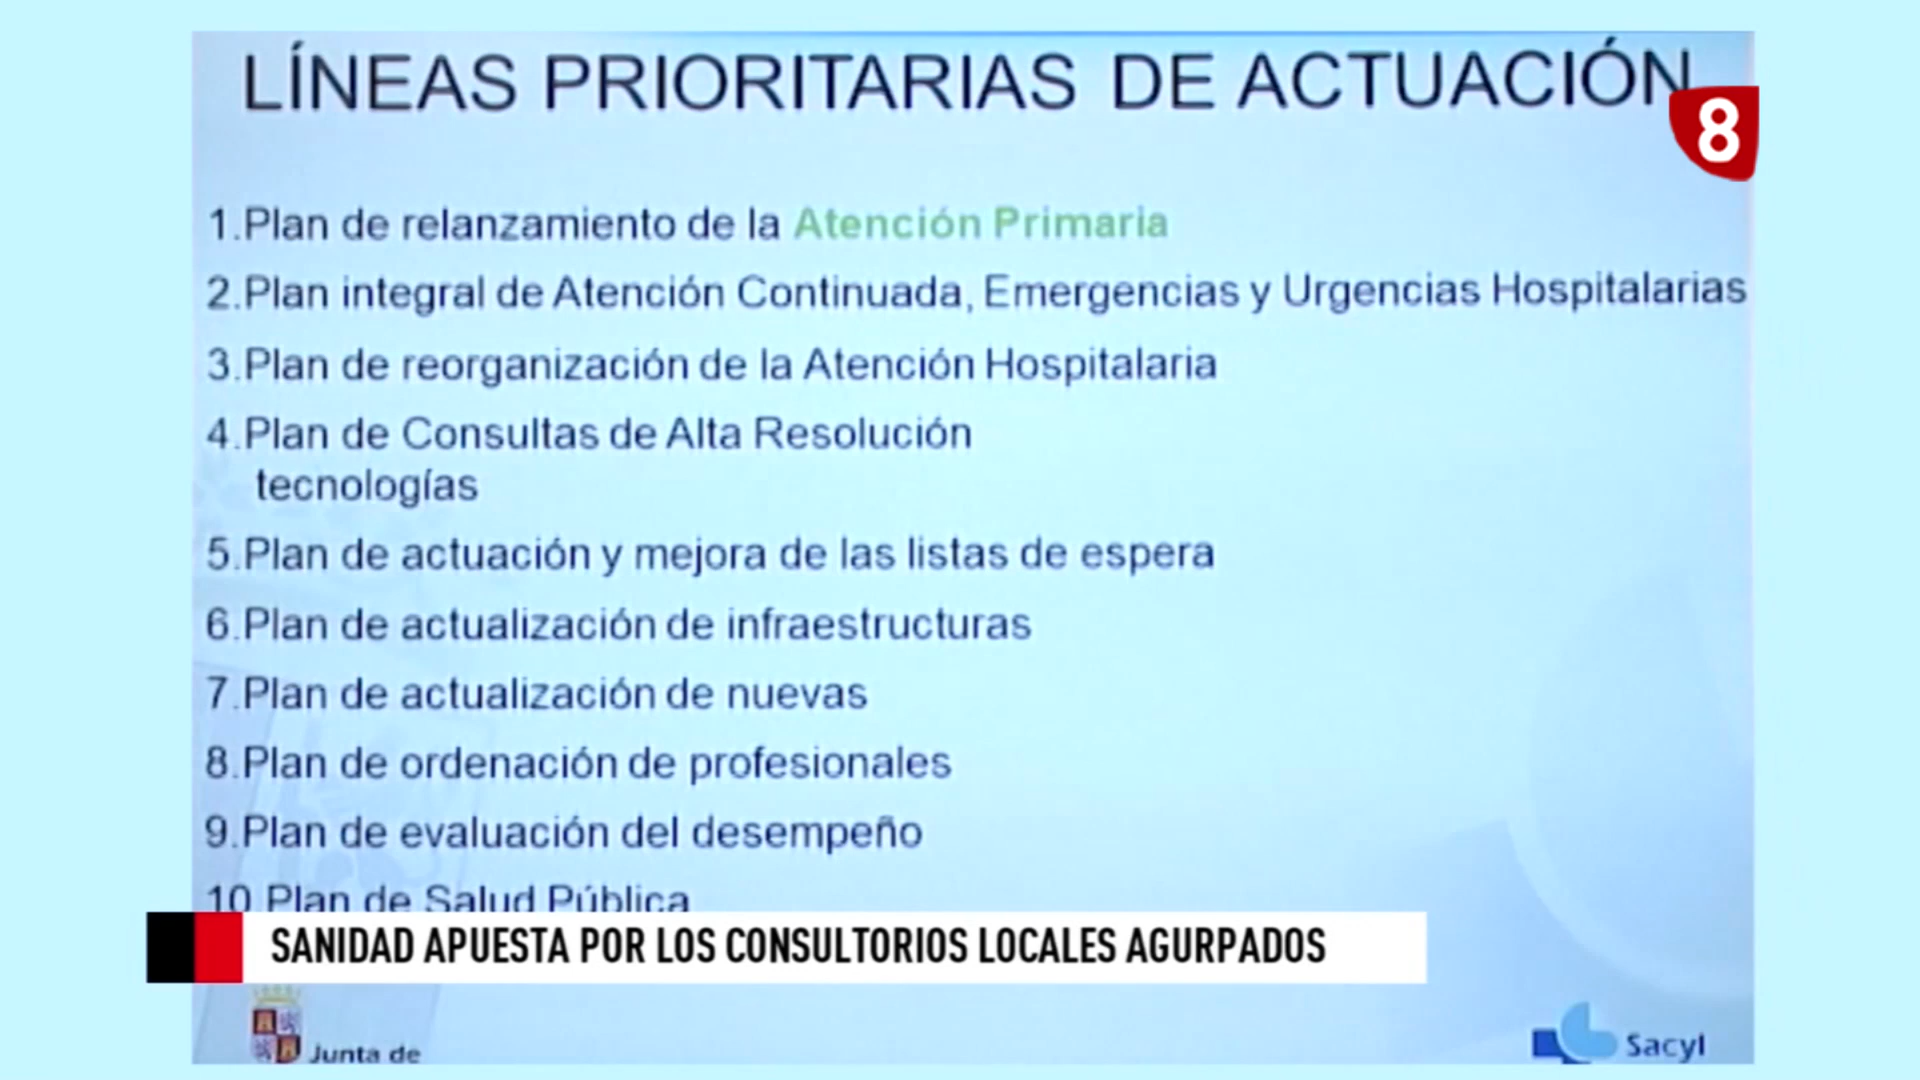 LÍNEAS PRIORITARIAS DE ACTUACIÓN
8
1.Plan de relanzamiento de la Atención Primaria
2.Plan integral de Atención Continuada, Emergencias y Urgencias Hospitalarias
3.Plan de reorganización de la Atención Hospitalaria
4.Plan de Consultas de Alta Resolución
tecnologías
5.Plan de actuación y mejora de las listas de espera
6.Plan de actualización de infraestructuras
7.Plan de actualización de nuevas
8.Plan de ordenación de profesionales
9.Plan de evaluación del desempeño
10.Plan de Salud Pública
SANIDAD APUESTA POR LOS CONSULTORIOS LOCALES AGURPADOS
Junta de
Sacyl